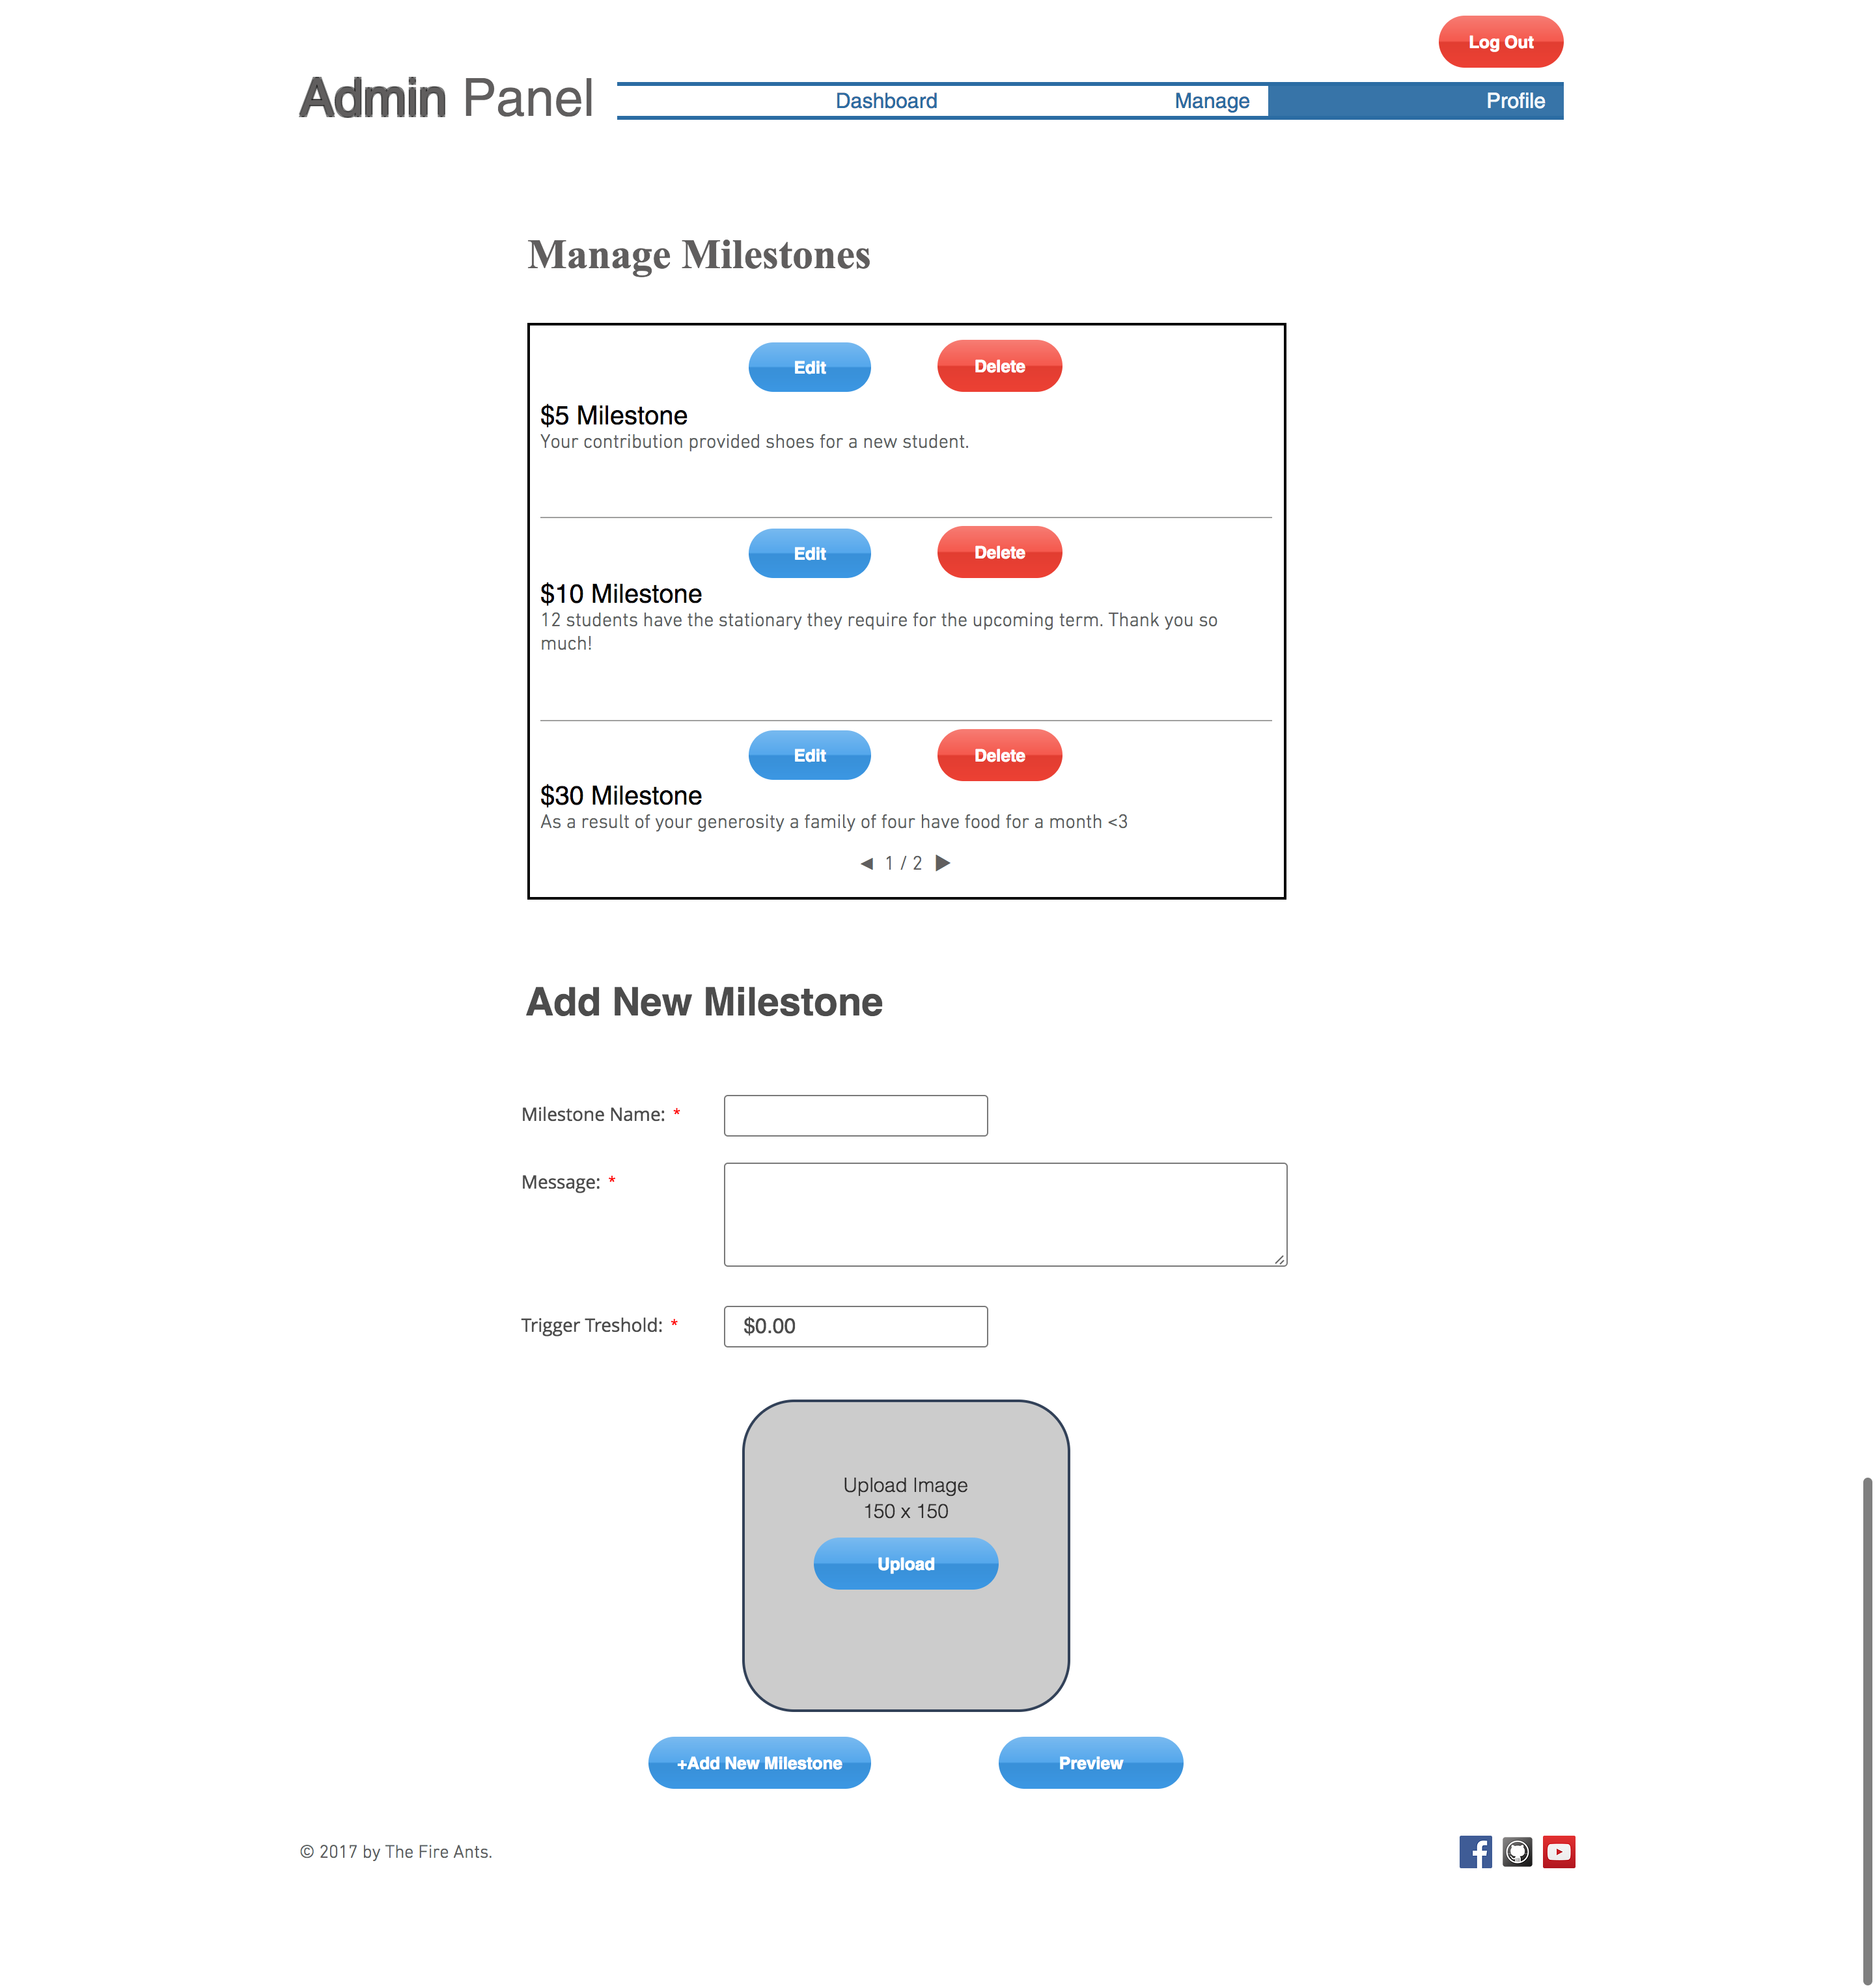 Log Out
Admin Panel
Dashboard Manage Profile
Manage Milestones
Edit Delete
$5 Milestone
Your contribution provided shoes for a new student.
Edit Delete
$10 Milestone
12 students have the stationary they require for the upcoming term. Thank you so
much!
Edit Delete
$30 Milestone
As a result of your generosity a family of four have food for a month <3
◀ 1 / 2 ▶
Add New Milestone
Milestone Name: *
Message: *
Trigger Treshold: * $0.00
Upload Image
150 x 150
Upload
+Add New Milestone Preview
© 2017 by The Fire Ants.